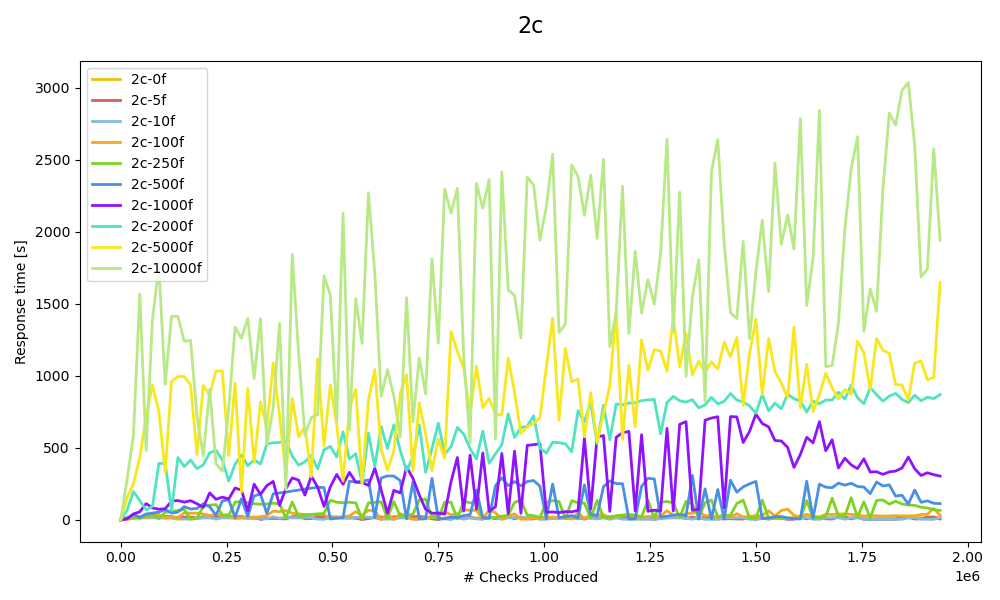 2c
2c-0f
2c-5f
2c-10f
2c-100f
2c-250f
2c-500f
2c-1000f
2c-2000f
2c-5000f
2c-10000f
Response time [s]
3000
2500
2000
1500
1000
500
0
0.00 0.25 0.50 0.75 1.00 1.25 1.50 1.75 2.00
1e6
# Checks Produced